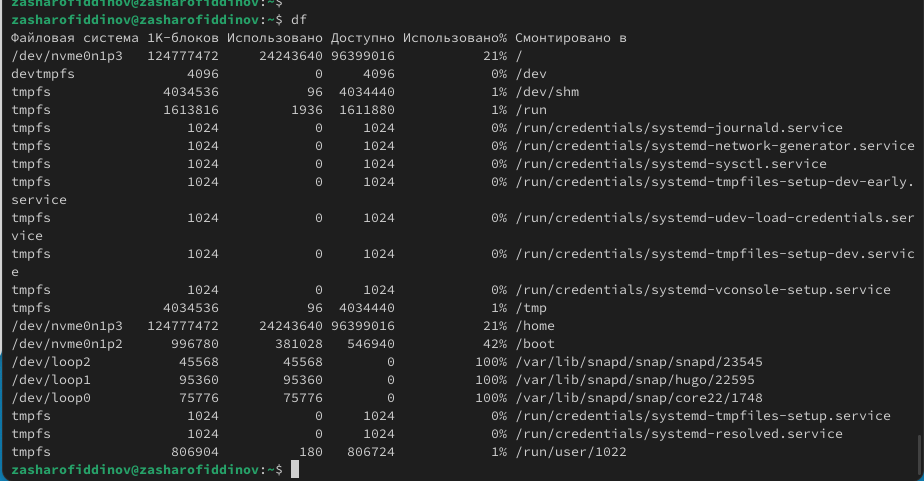 zasharofiddinov@zasharofiddinov:~$
zasharofiddinov@zasharofiddinov:~$ df
Файловая система 1K-блоков Использовано Доступно Использовано% Cмонтировано в
/dev/nvme0n1p3 124777472 24243640 96399016 21% /
devtmpfs 4096 0 4096 0% /dev
tmpfs 4034536 96 4034440 1% /dev/shm
tmpfs 1613816 1936 1611880 1% /run
tmpfs 1024 0 1024 0% /run/credentials/systemd-journald.service
tmpfs 1024 0 1024 0% /run/credentials/systemd-network-generator.service
tmpfs 1024 0 1024 0% /run/credentials/systemd-sysctl.service
tmpfs 1024 0 1024 0% /run/credentials/systemd-tmpfiles-setup-dev-early.
service
tmpfs 1024 0 1024 0% /run/credentials/systemd-udev-load-credentials.ser
vice
tmpfs 1024 0 1024 0% /run/credentials/systemd-tmpfiles-setup-dev.servic
e
tmpfs 1024 0 1024 0% /run/credentials/systemd-vconsole-setup.service
tmpfs 4034536 96 4034440 1% /tmp
/dev/nvme0n1p3 124777472 24243640 96399016 21% /home
/dev/nvme0n1p2 996780 381028 546940 42% /boot
/dev/loop2 45568 45568 0 100% /var/lib/snapd/snap/snapd/23545
/dev/loop1 95360 95360 0 100% /var/lib/snapd/snap/hugo/22595
/dev/loop0 75776 75776 0 100% /var/lib/snapd/snap/core22/1748
tmpfs 1024 0 1024 0% /run/credentials/systemd-tmpfiles-setup.service
tmpfs 1024 0 1024 0% /run/credentials/systemd-resolved.service
tmpfs 806904 180 806724 1% /run/user/1022
zasharofiddinov@zasharofiddinov:~$